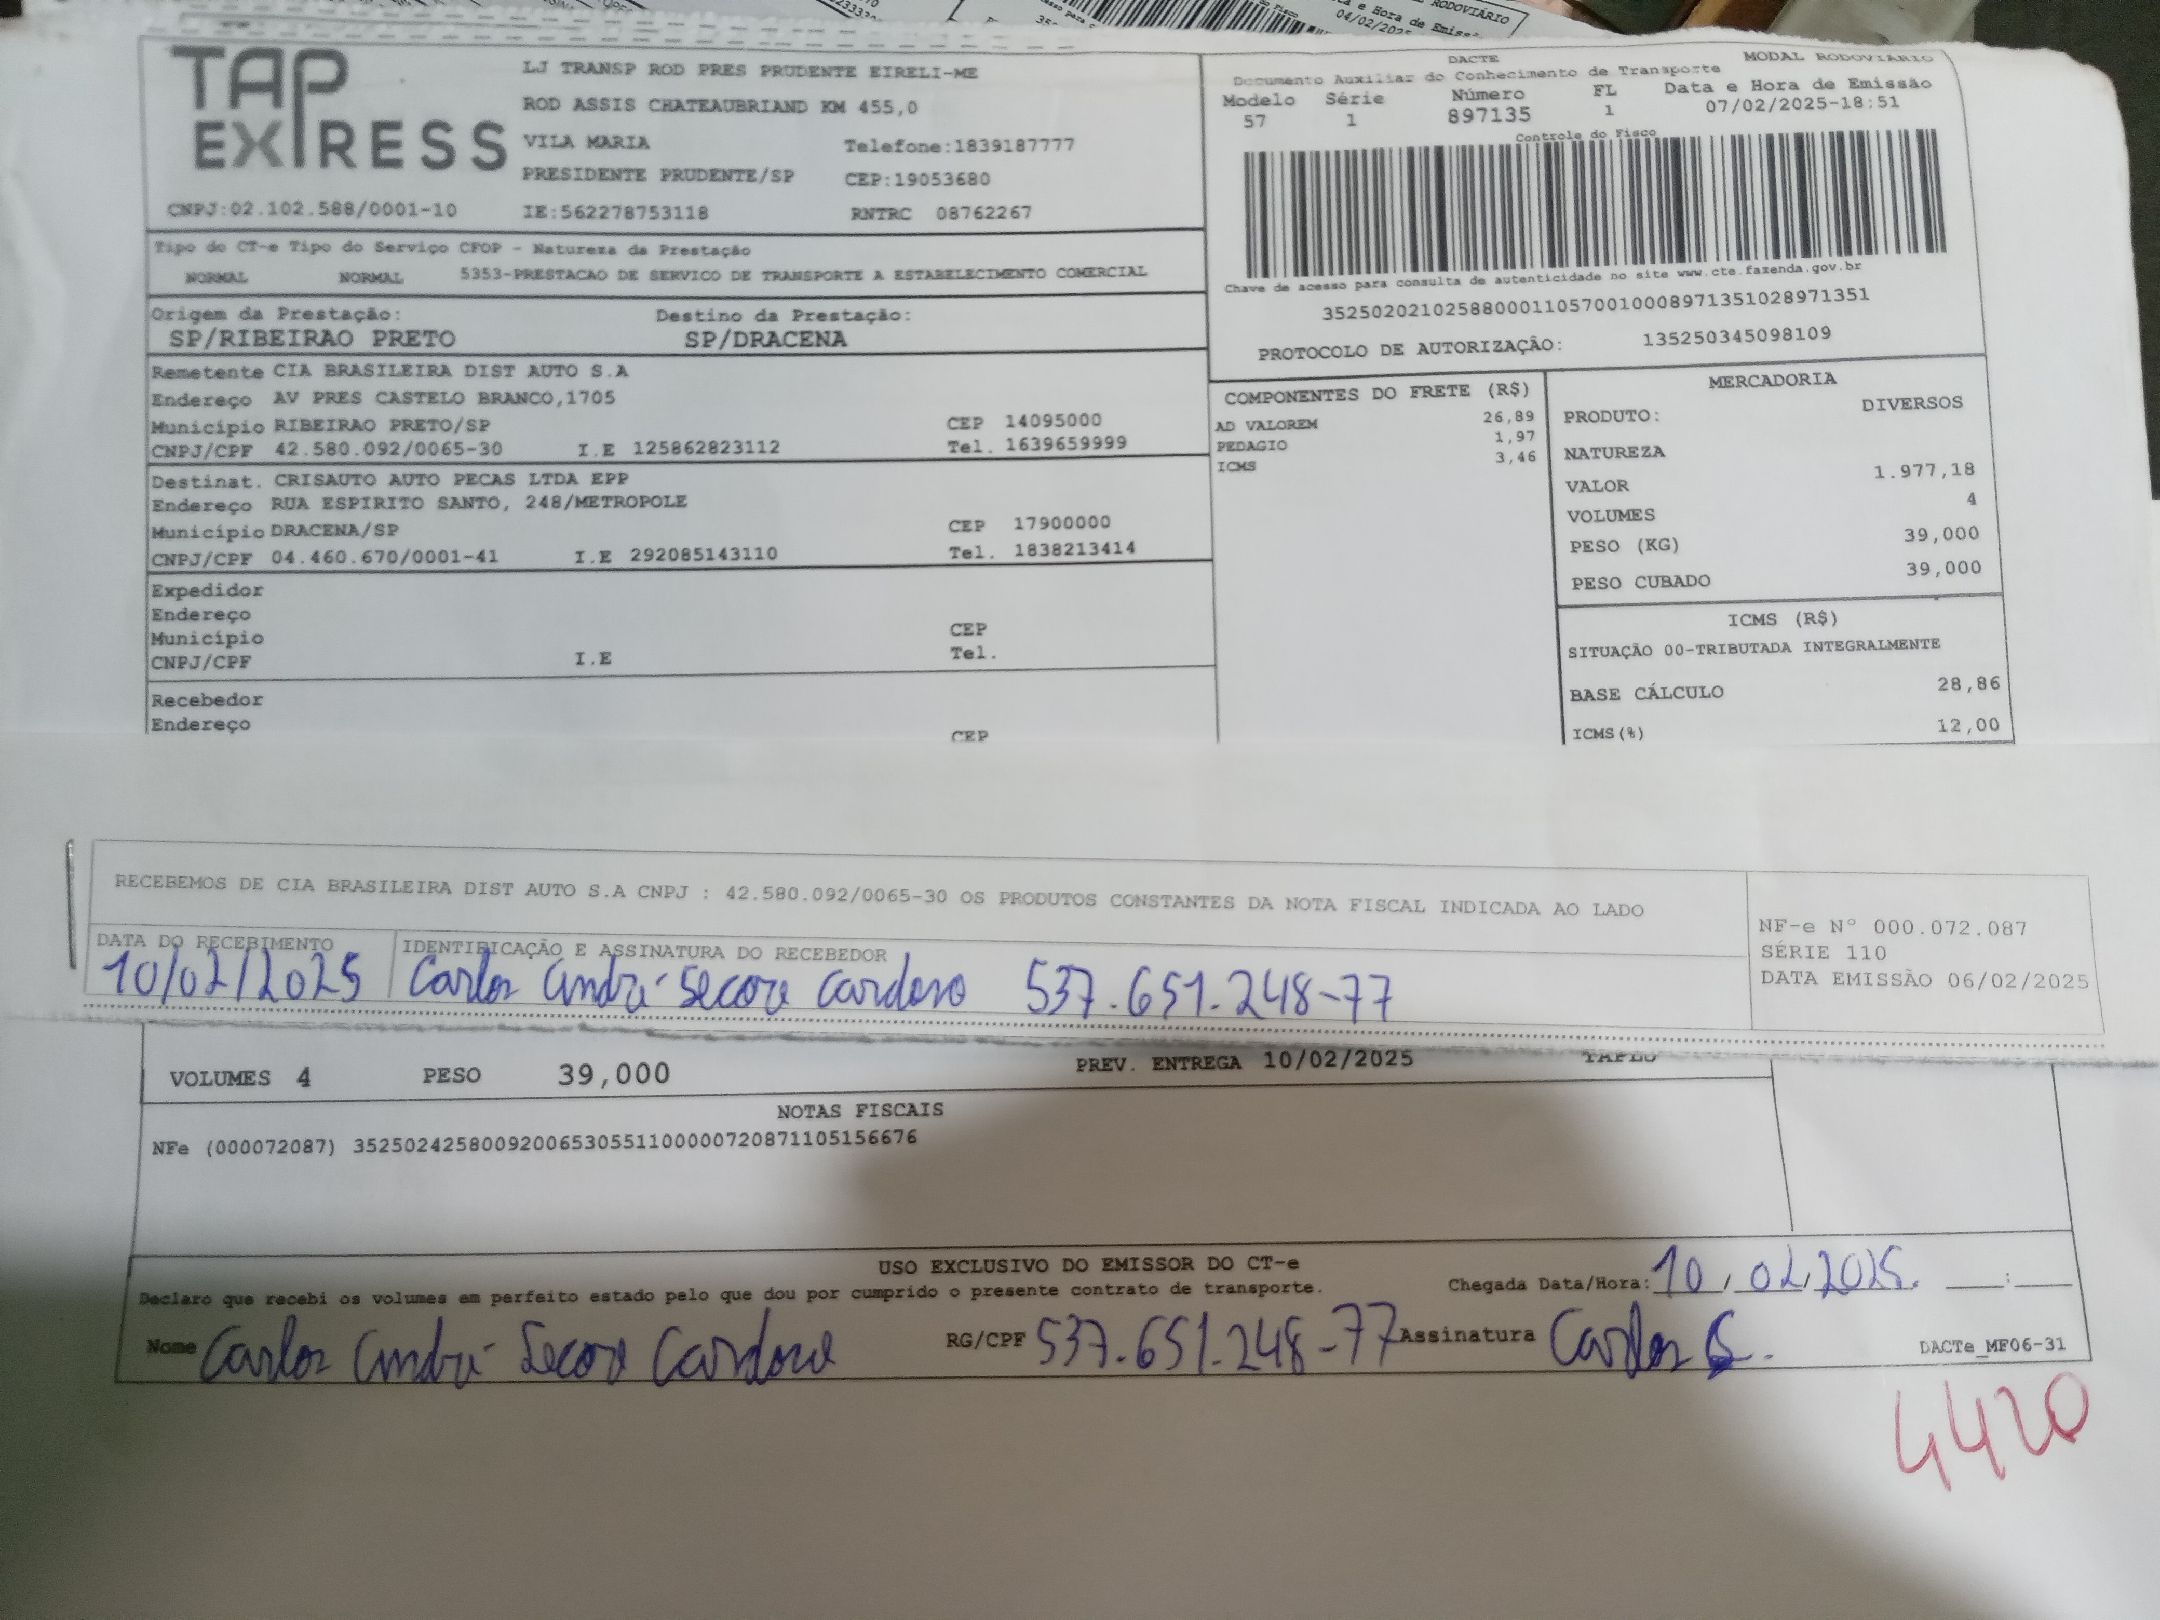 TAP EXPRESS
LJ TRANSP ROD PRES PRUDENTE EIRELI-ME
ROD ASSIS CHATEAUBRIAND KM 455,0
VILA MARIA Telefone:1839187777
PRESIDENTE PRUDENTE/SP CEP:19053680
CNPJ:02.102.588/0001-10 IE:562278753118 RNTRC 08762267
DACTE MODAL RODOVIÁRIO
Documento Auxiliar do Conhecimento de Transporte
Modelo Série Número FL Data e Hora de Emissão
57 1 897135 1 07/02/2025-18:51
Controle do Fisco
Chave de acesso para consulta de autenticidade no site www.cte.fazenda.gov.br
35250202102588000110570010008971351028971351
PROTOCOLO DE AUTORIZAÇÃO: 135250345098109
Tipo do CT-e Tipo do Serviço CFOP - Natureza da Prestação
NORMAL NORMAL 5353-PRESTACAO DE SERVICO DE TRANSPORTE A ESTABELECIMENTO COMERCIAL
Origem da Prestação: Destino da Prestação:
SP/RIBEIRAO PRETO SP/DRACENA
Remetente CIA BRASILEIRA DIST AUTO S.A
Endereço AV PRES CASTELO BRANCO,1705
Município RIBEIRAO PRETO/SP CEP 14095000
CNPJ/CPF 42.580.092/0065-30 I.E 125862823112 Tel. 1639659999
Destinat. CRISAUTO AUTO PECAS LTDA EPP
Endereço RUA ESPIRITO SANTO, 248/METROPOLE
Município DRACENA/SP CEP 17900000
CNPJ/CPF 04.460.670/0001-41 I.E 292085143110 Tel. 1838213414
Expedidor
Endereço
Município CEP
CNPJ/CPF I.E Tel.
Recebedor
Endereço
CEP
COMPONENTES DO FRETE (R$)
AD VALOREM 26,89
PEDAGIO 1,97
ICMS 3,46
MERCADORIA
PRODUTO: DIVERSOS
NATUREZA
VALOR 1.977,18
VOLUMES 4
PESO (KG) 39,000
PESO CUBADO 39,000
ICMS (R$)
SITUAÇÃO 00-TRIBUTADA INTEGRALMENTE
BASE CÁLCULO 28,86
ICMS(%) 12,00
RECEBEMOS DE CIA BRASILEIRA DIST AUTO S.A CNPJ : 42.580.092/0065-30 OS PRODUTOS CONSTANTES DA NOTA FISCAL INDICADA AO LADO
DATA DO RECEBIMENTO IDENTIFICAÇÃO E ASSINATURA DO RECEBEDOR
10/02/2025 Carlos André Secore Cardoso 537.651.248-77
NF-e Nº 000.072.087
SÉRIE 110
DATA EMISSÃO 06/02/2025
VOLUMES 4 PESO 39,000 PREV. ENTREGA 10/02/2025
NOTAS FISCAIS
NFe (000072087) 35250242580092006530551100000720871105156676
USO EXCLUSIVO DO EMISSOR DO CT-e
Declaro que recebi os volumes em perfeito estado pelo que dou por cumprido o presente contrato de transporte. Chegada Data/Hora: 10/02/2025 __:__
Nome Carlos André Secore Cardoso RG/CPF 537.651.248-77 Assinatura Carlos S. DACTe_MF06-31
4420